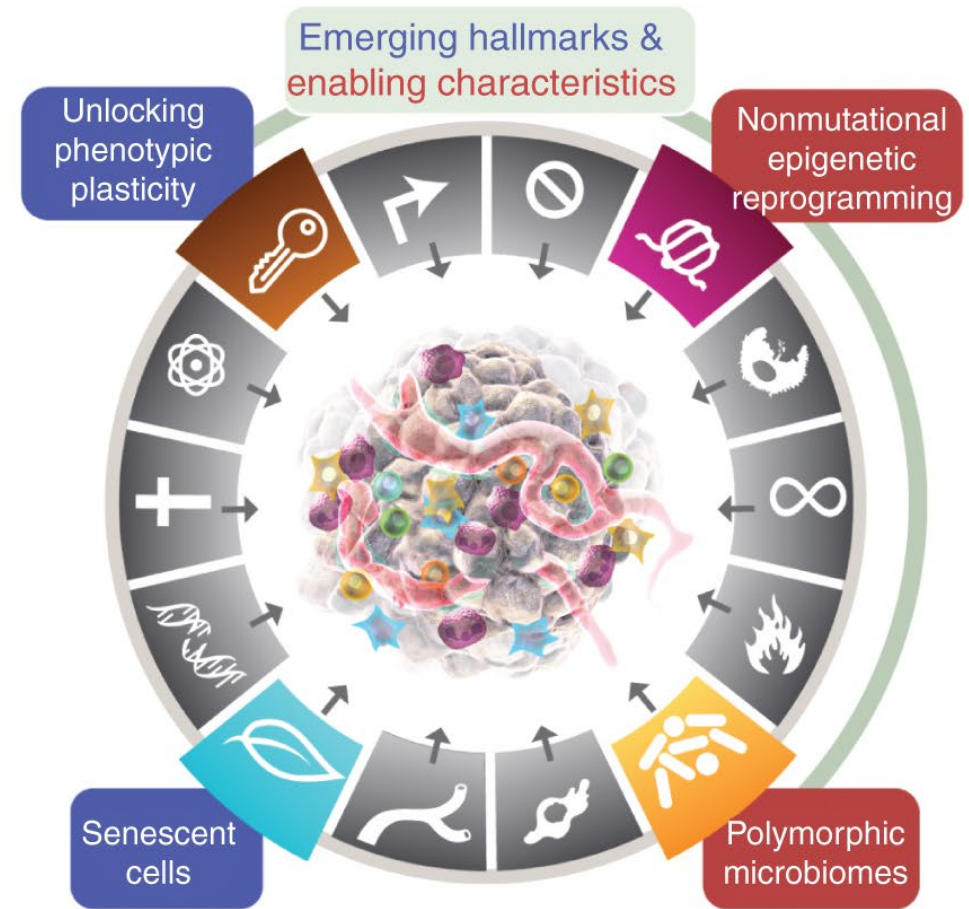 Emerging hallmarks &
enabling characteristics
Unlocking
phenotypic
plasticity
Nonmutational
epigenetic
reprogramming
Senescent
cells
Polymorphic
microbiomes